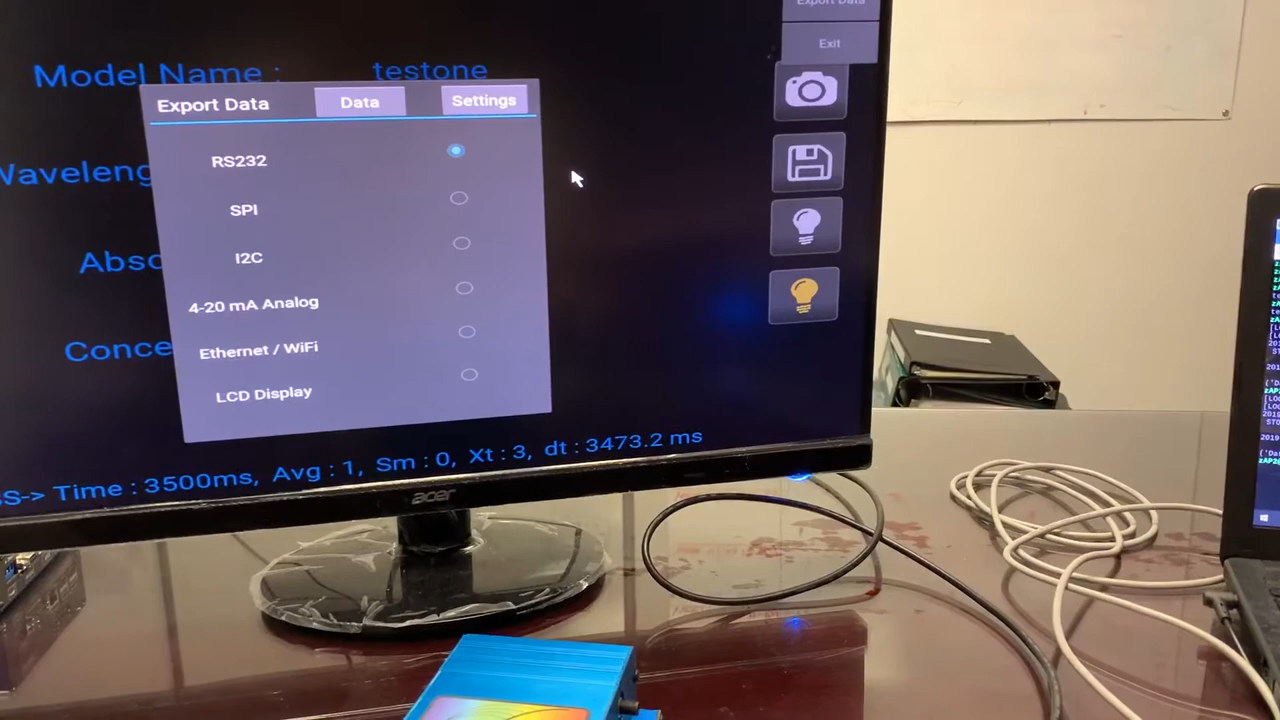 Export Data
Exit
Model Name : testone
Export Data Data Settings
RS232
SPI
I2C
4-20 mA Analog
Ethernet / WiFi
LCD Display
S-> Time : 3500ms, Avg : 1, Sm : 0, Xt : 3, dt : 3473.2 ms
acer